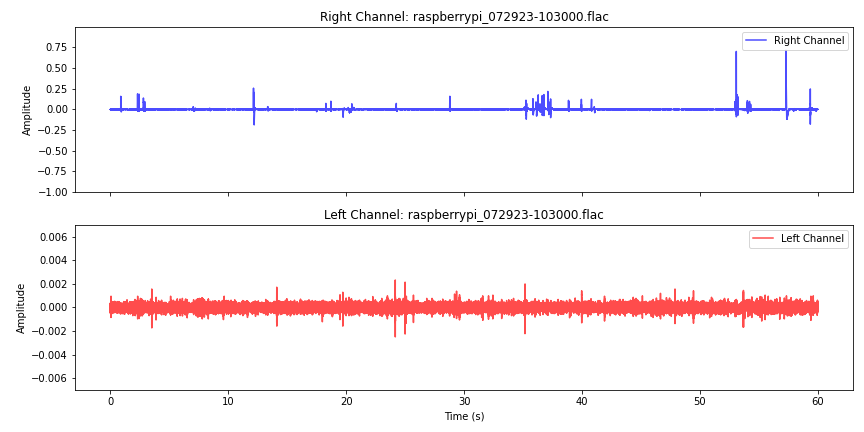 Right Channel: raspberrypi_072923-103000.flac
Right Channel
0.75
0.50
0.25
0.00
−0.25
−0.50
−0.75
−1.00
Amplitude
Left Channel: raspberrypi_072923-103000.flac
Left Channel
0.006
0.004
0.002
0.000
−0.002
−0.004
−0.006
Amplitude
0 10 20 30 40 50 60
Time (s)